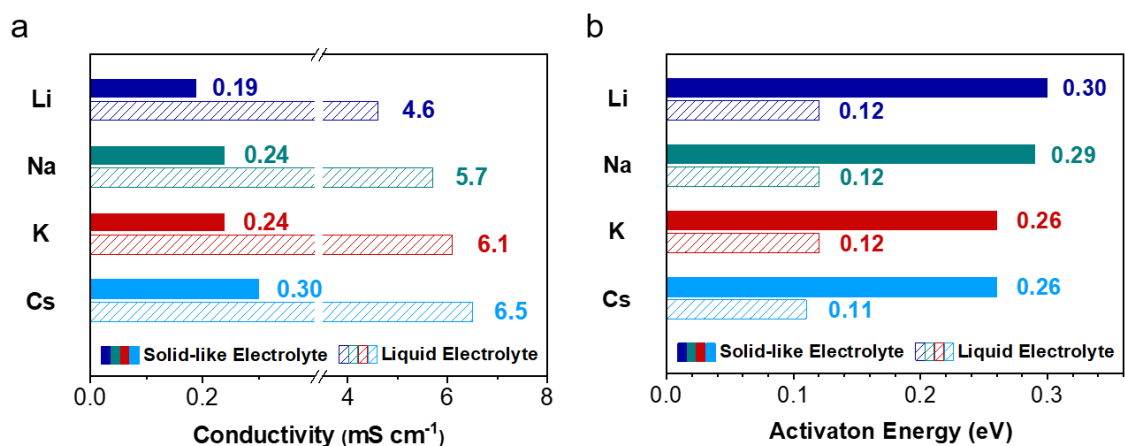 a
Li
0.19
4.6
Na
0.24
5.7
K
0.24
6.1
Cs
0.30
6.5
Solid-like Electrolyte Liquid Electrolyte
0.0 0.2 4 6 8
Conductivity (mS cm⁻¹)
b
Li
0.30
0.12
Na
0.29
0.12
K
0.26
0.12
Cs
0.26
0.11
Solid-like Electrolyte Liquid Electrolyte
0.0 0.1 0.2 0.3
Activaton Energy (eV)